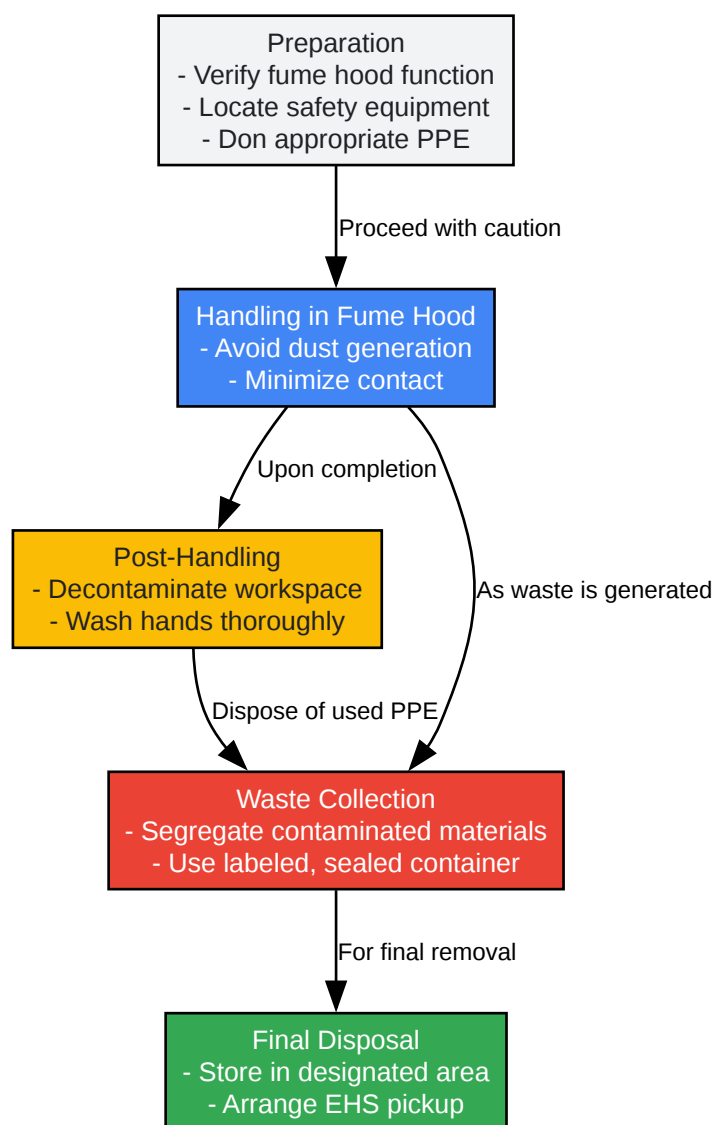 Preparation
- Verify fume hood function
- Locate safety equipment
- Don appropriate PPE
Proceed with caution
Handling in Fume Hood
- Avoid dust generation
- Minimize contact
Upon completion
Post-Handling
- Decontaminate workspace
- Wash hands thoroughly
As waste is generated
Dispose of used PPE
Waste Collection
- Segregate contaminated materials
- Use labeled, sealed container
For final removal
Final Disposal
- Store in designated area
- Arrange EHS pickup